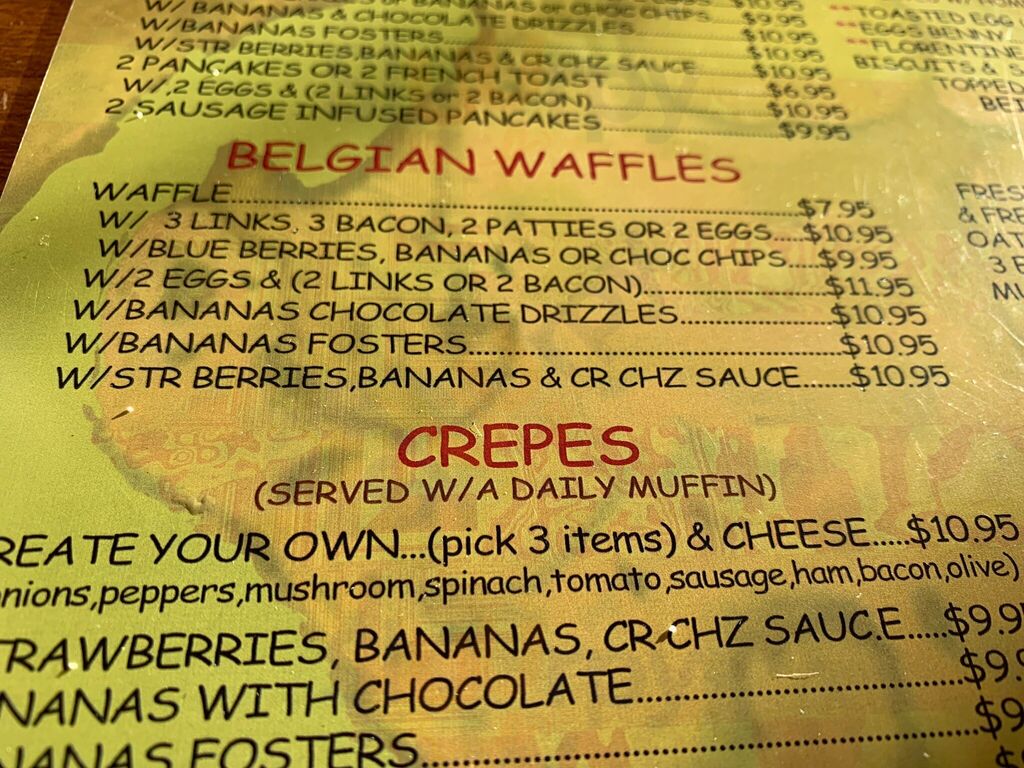 OR CHOC CHIPS
W/ BANANAS & CHOCOLATE DRIZZLES $9.95
W/BANANAS FOSTERS $10.95
W/STR BERRIES,BANANAS & CR CHZ SAUCE $10.95
2 PANCAKES OR 2 FRENCH TOAST $6.95
W/,2 EGGS & (2 LINKS or 2 BACON) $10.95
2 SAUSAGE INFUSED PANCAKES $9.95
BELGIAN WAFFLES
WAFFLE $7.95
W/ 3 LINKS, 3 BACON, 2 PATTIES OR 2 EGGS.....$10.95
W/BLUE BERRIES, BANANAS OR CHOC CHIPS.....$9.95
W/2 EGGS & (2 LINKS OR 2 BACON) $11.95
W/BANANAS CHOCOLATE DRIZZLES $10.95
W/BANANAS FOSTERS $10.95
W/STR BERRIES,BANANAS & CR CHZ SAUCE.......$10.95
CREPES
(SERVED W/A DAILY MUFFIN)
REATE YOUR OWN...(pick 3 items) & CHEESE.....$10.95
nions,peppers,mushroom,spinach,tomato,sausage,ham,bacon,olive)
TRAWBERRIES, BANANAS, CR CHZ SAUCE.....$9.9
NANAS WITH CHOCOLATE $9.
NANAS FOSTERS $9
**TOASTED EGG
**EGGS BENNY
**FLORENTINE
BISCUITS & S
TOPPED
BEI
FRES
& FRE
OAT
3 E
MU